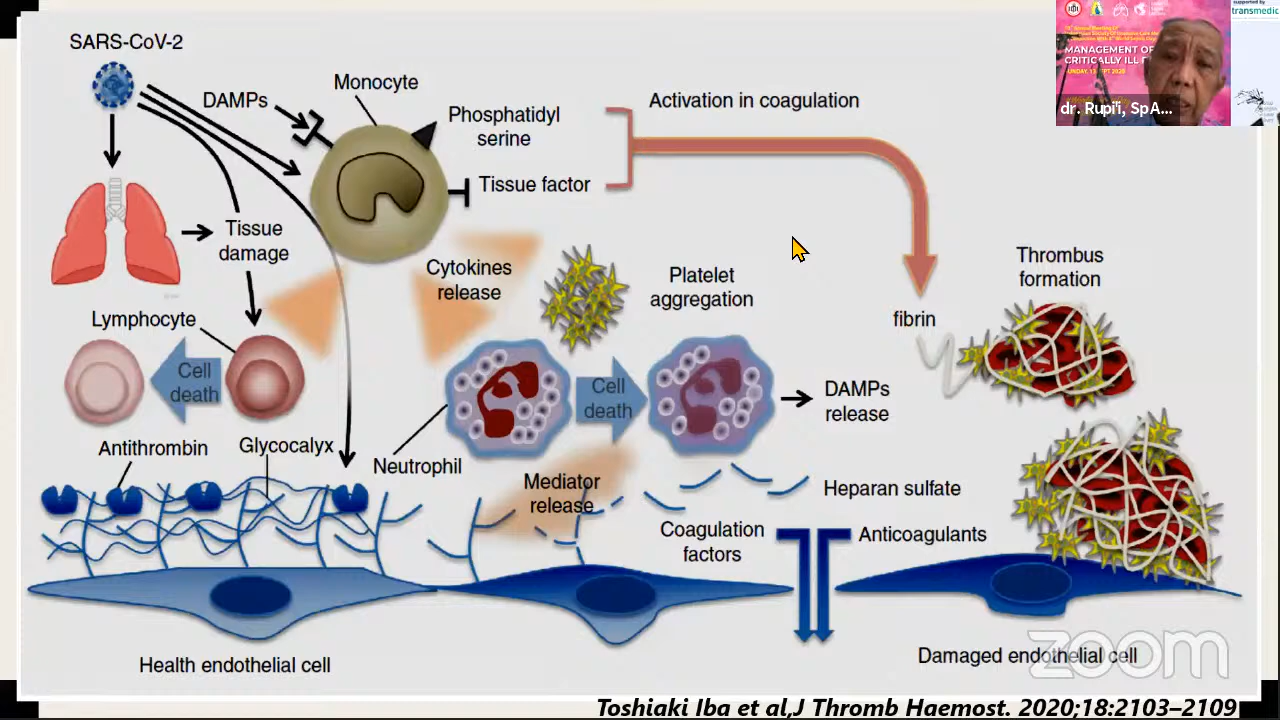 SARS-CoV-2
DAMPs
Monocyte
Phosphatidyl
serine
Tissue factor
Activation in coagulation
Tissue
damage
Cytokines
release
Platelet
aggregation
fibrin
Thrombus
formation
Lymphocyte
Cell
death
Cell
death
DAMPs
release
Antithrombin
Glycocalyx
Neutrophil
Mediator
release
Heparan sulfate
Coagulation
factors
Anticoagulants
Health endothelial cell
Damaged endothelial cell
zoom
Toshiaki Iba et al,J Thromb Haemost. 2020;18:2103–2109
MANAGEMENT OF
CRITICALLY ILL
dr. Rupi'i, SpA...
supported by
transmedic